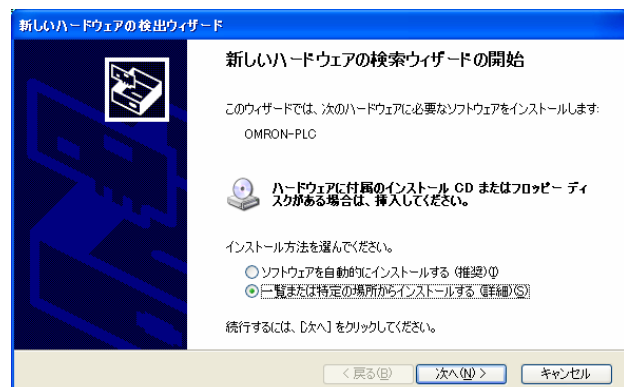 新しいハードウェアの検出ウィザード
新しいハードウェアの検索ウィザードの開始
このウィザードでは、次のハードウェアに必要なソフトウェアをインストールします:
OMRON-PLC
ハードウェアに付属のインストール CD またはフロッピー ディ
スクがある場合は、挿入してください。
インストール方法を選んでください。
ソフトウェアを自動的にインストールする (推奨)(I)
一覧または特定の場所からインストールする (詳細)(S)
続行するには、[次へ] をクリックしてください。
< 戻る(B) 次へ(N) > キャンセル